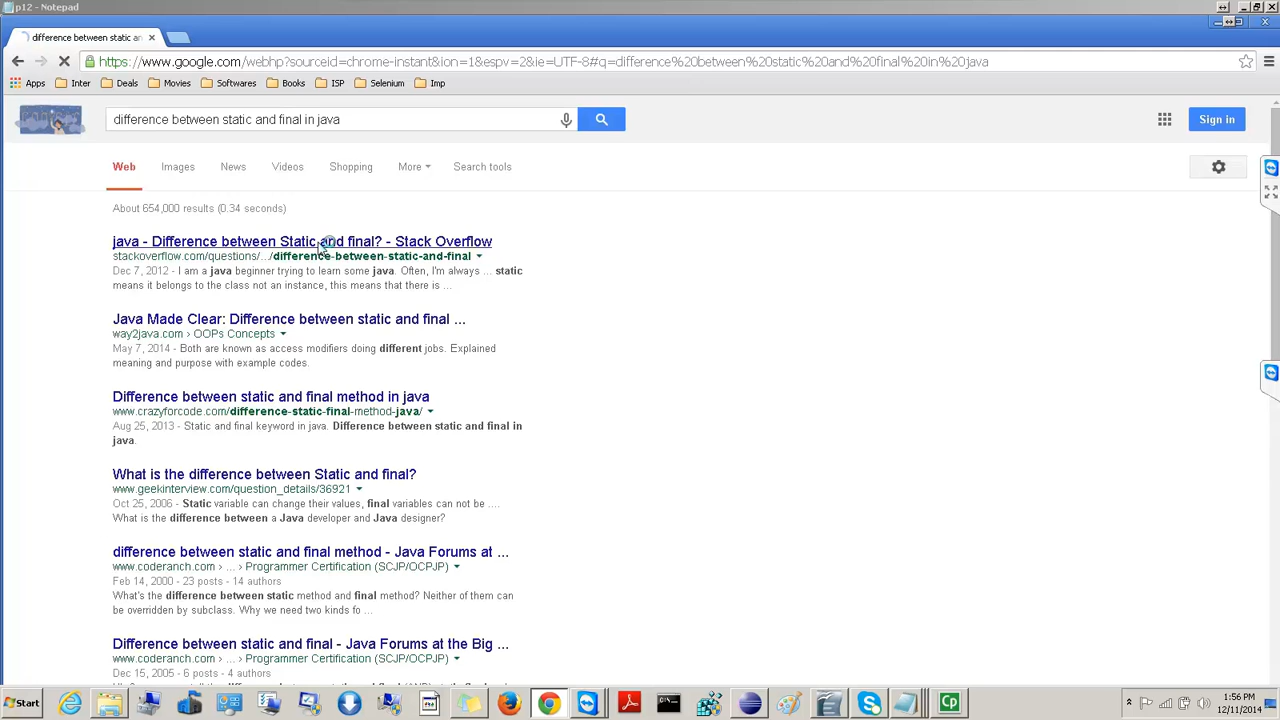 p12 - Notepad
difference between static an
https://www.google.com/webhp?sourceid=chrome-instant&ion=1&espv=2&ie=UTF-8#q=difference%20between%20static%20and%20final%20in%20java
Apps Inter Deals Movies Softwares Books ISP Selenium Imp
difference between static and final in java
Sign in
Web Images News Videos Shopping More Search tools
About 654,000 results (0.34 seconds)
java - Difference between Static and final? - Stack Overflow
stackoverflow.com/questions/.../difference-between-static-and-final
Dec 7, 2012 - I am a java beginner trying to learn some java. Often, I'm always ... static
means it belongs to the class not an instance, this means that there is ...
Java Made Clear: Difference between static and final ...
way2java.com › OOPs Concepts
May 7, 2014 - Both are known as access modifiers doing different jobs. Explained
meaning and purpose with example codes.
Difference between static and final method in java
www.crazyforcode.com/difference-static-final-method-java/
Aug 25, 2013 - Static and final keyword in java. Difference between static and final in
java.
What is the difference between Static and final?
www.geekinterview.com/question_details/36921
Oct 25, 2006 - Static variable can change their values, final variables can not be ....
What is the difference between a Java developer and Java designer?
difference between static and final method - Java Forums at ...
www.coderanch.com › ... › Programmer Certification (SCJP/OCPJP)
Feb 14, 2000 - 23 posts - 14 authors
What's the difference between static method and final method? Neither of them can
be overridden by subclass. Why we need two kinds fo ...
Difference between static and final - Java Forums at the Big ...
www.coderanch.com › ... › Programmer Certification (SCJP/OCPJP)
Dec 15, 2005 - 6 posts - 4 authors
Start
Cp
1:56 PM
12/11/2014